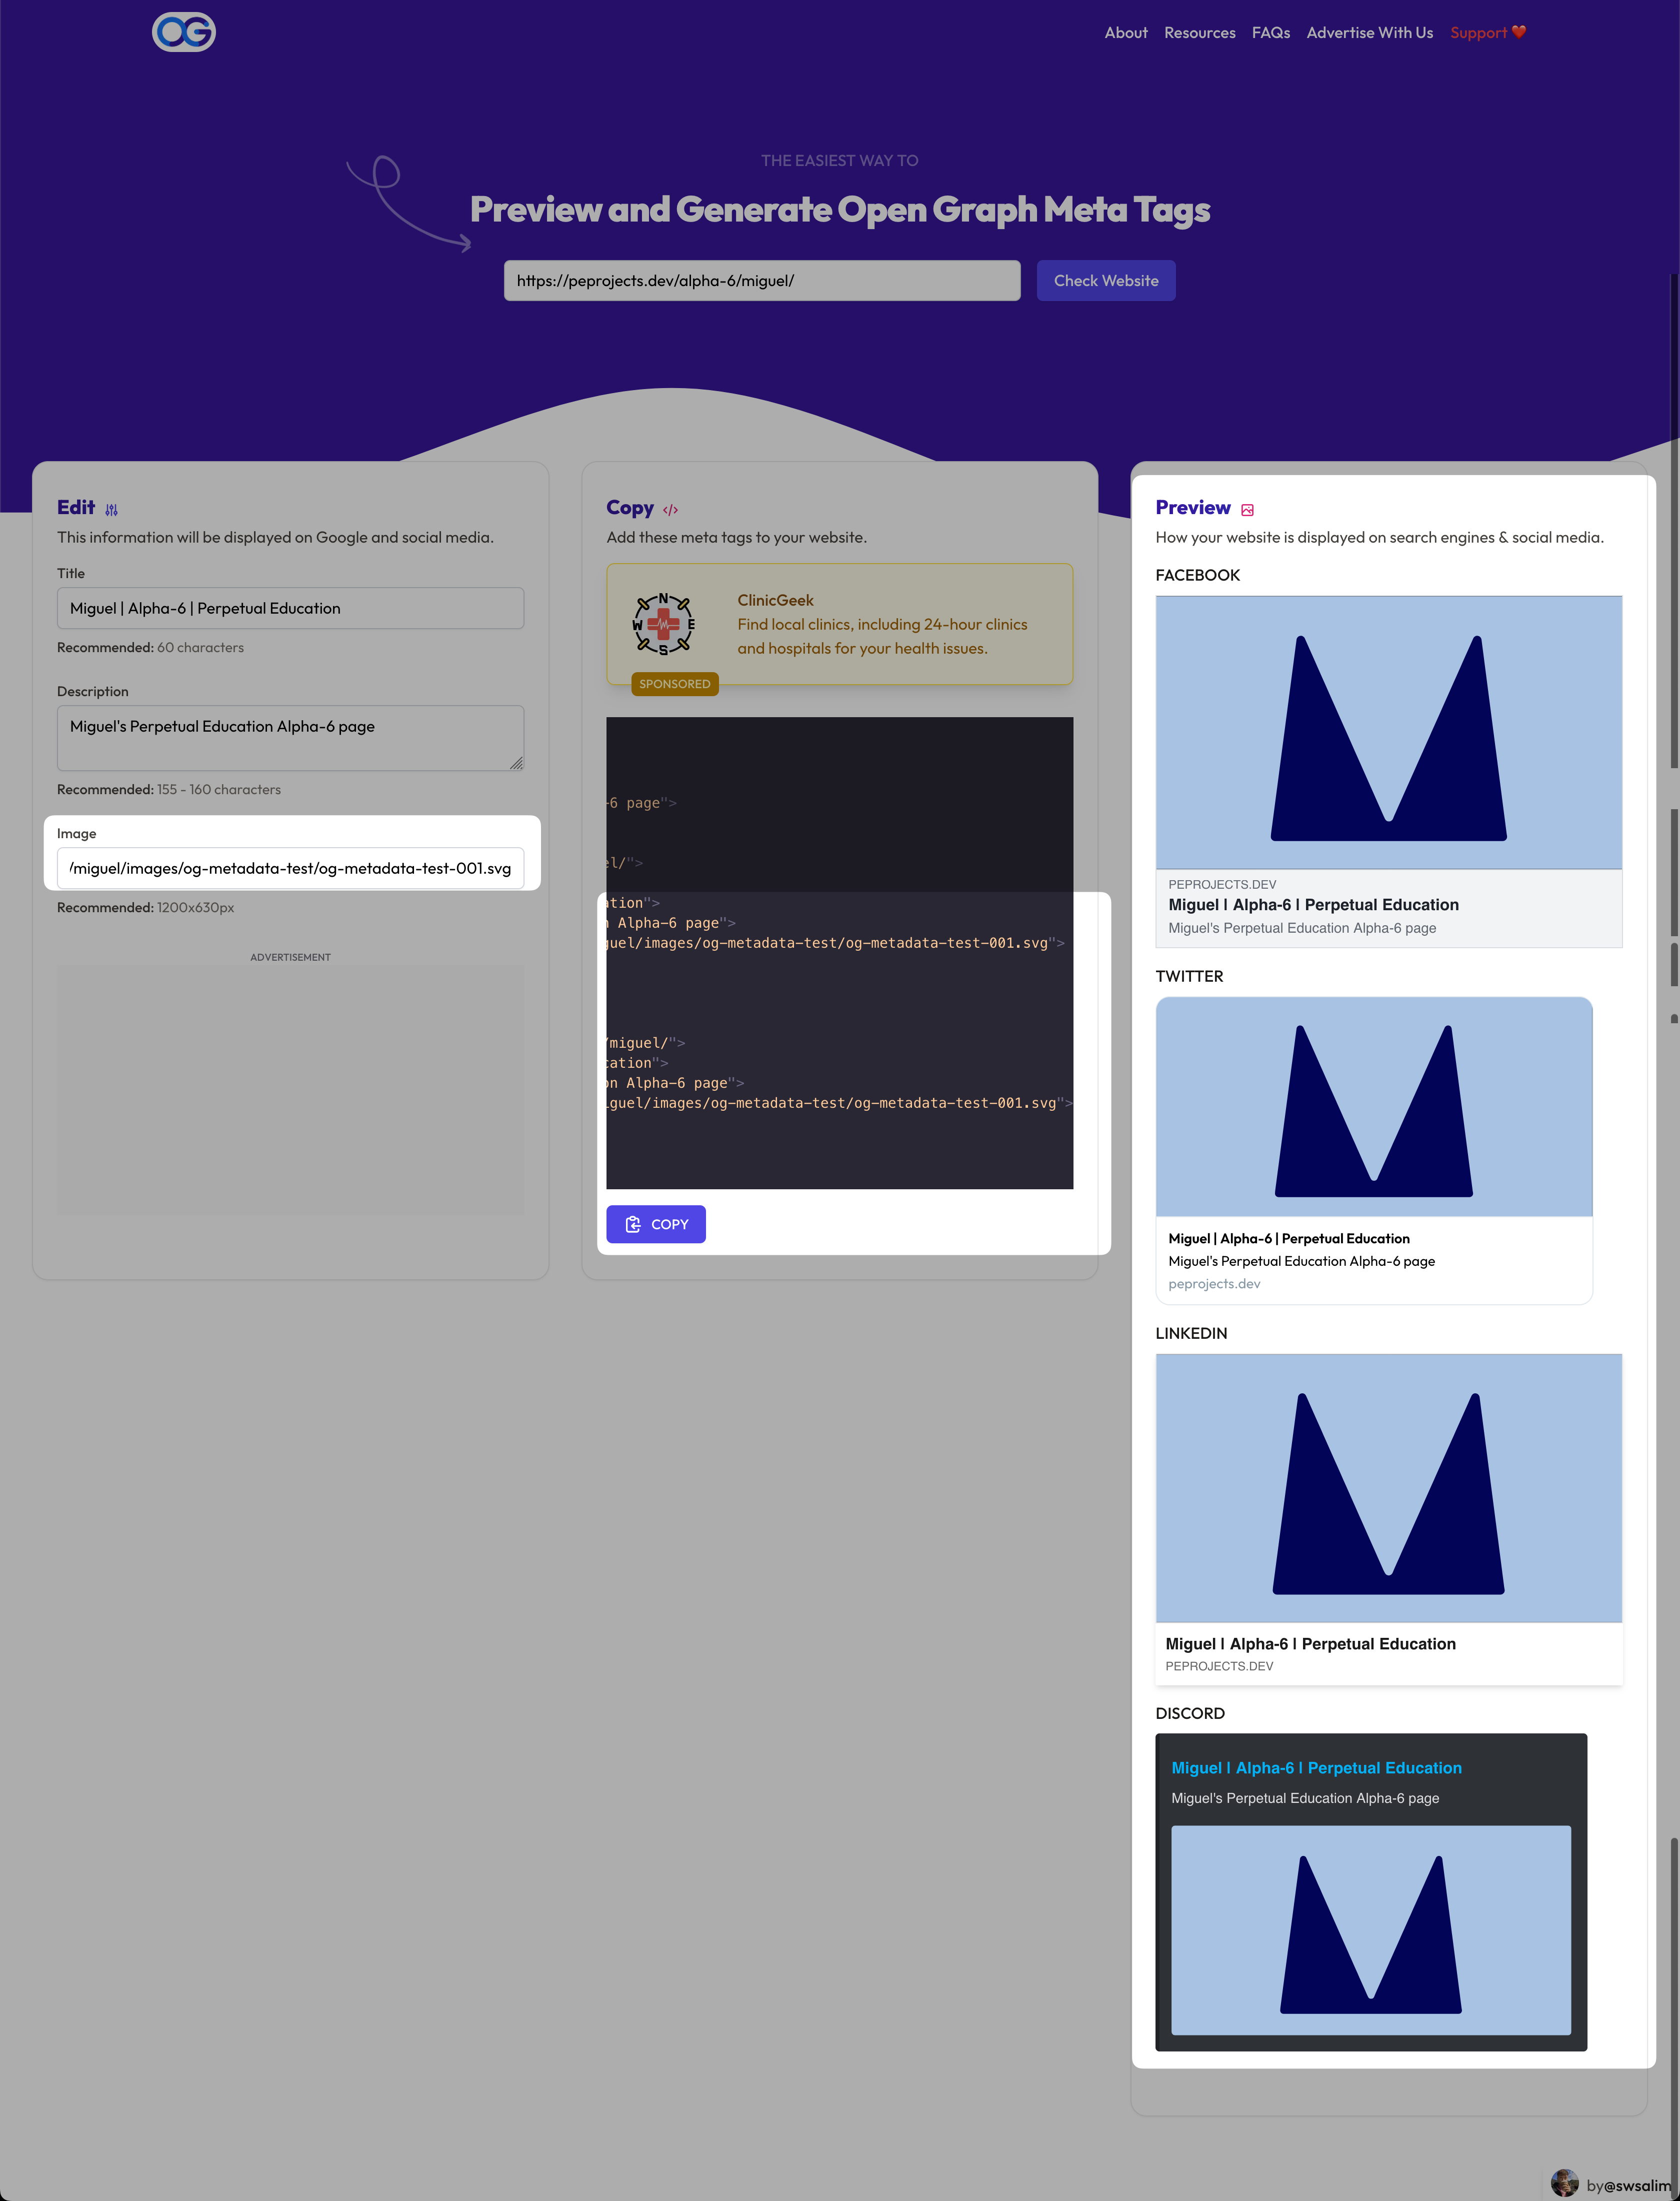 OG
About Resources FAQs Advertise With Us Support ❤️
THE EASIEST WAY TO
Preview and Generate Open Graph Meta Tags
https://peprojects.dev/alpha-6/miguel/
Check Website
Edit
This information will be displayed on Google and social media.
Title
Miguel | Alpha-6 | Perpetual Education
Recommended: 60 characters
Description
Miguel's Perpetual Education Alpha-6 page
Recommended: 155 - 160 characters
Image
/miguel/images/og-metadata-test/og-metadata-test-001.svg
Recommended: 1200x630px
ADVERTISEMENT
Copy </>
Add these meta tags to your website.
N
W E
S
ClinicGeek
Find local clinics, including 24-hour clinics
and hospitals for your health issues.
SPONSORED
-6 page">
el/">
ation">
n Alpha-6 page">
guel/images/og-metadata-test/og-metadata-test-001.svg">
/miguel/">
cation">
on Alpha-6 page">
iguel/images/og-metadata-test/og-metadata-test-001.svg">
COPY
Preview
How your website is displayed on search engines & social media.
FACEBOOK
PEPROJECTS.DEV
Miguel | Alpha-6 | Perpetual Education
Miguel's Perpetual Education Alpha-6 page
TWITTER
Miguel | Alpha-6 | Perpetual Education
Miguel's Perpetual Education Alpha-6 page
peprojects.dev
LINKEDIN
Miguel | Alpha-6 | Perpetual Education
PEPROJECTS.DEV
DISCORD
Miguel | Alpha-6 | Perpetual Education
Miguel's Perpetual Education Alpha-6 page
by@swsalim